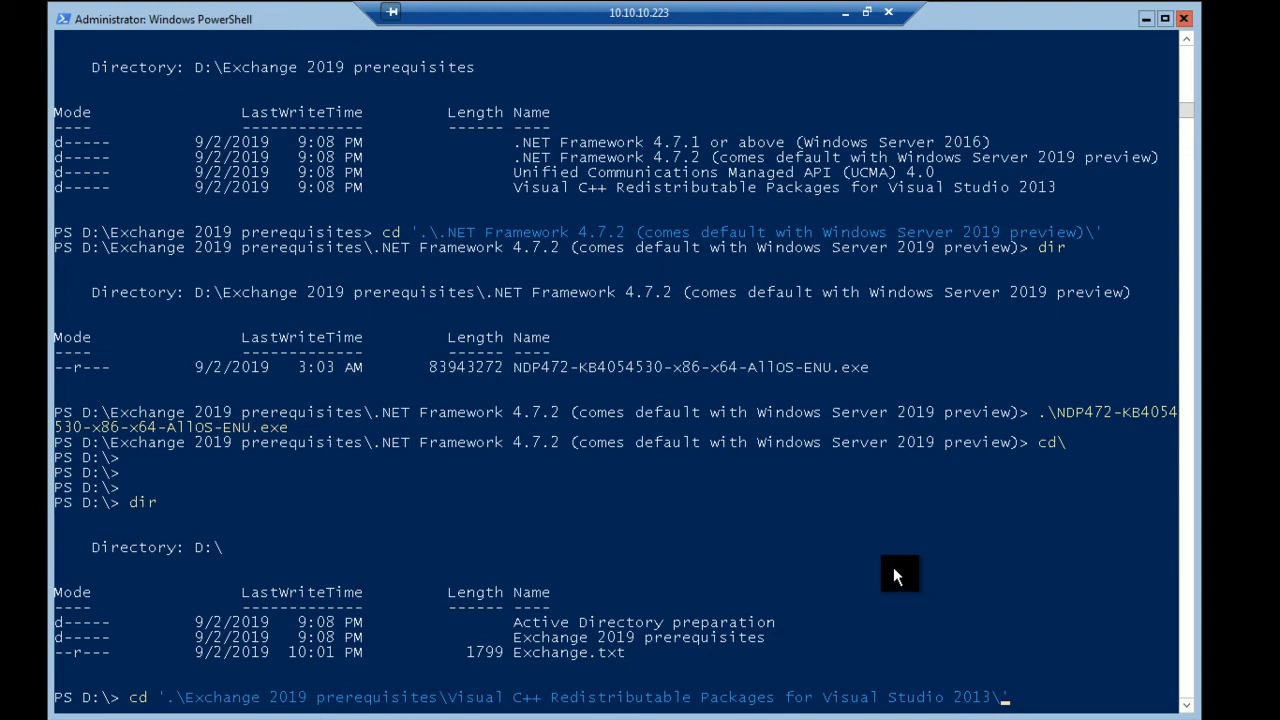 10.10.10.223
Administrator: Windows PowerShell
Directory: D:\Exchange 2019 prerequisites
Mode LastWriteTime Length Name
---- ------------- ------ ----
d----- 9/2/2019 9:08 PM .NET Framework 4.7.1 or above (Windows Server 2016)
d----- 9/2/2019 9:08 PM .NET Framework 4.7.2 (comes default with Windows Server 2019 preview)
d----- 9/2/2019 9:08 PM Unified Communications Managed API (UCMA) 4.0
d----- 9/2/2019 9:08 PM Visual C++ Redistributable Packages for Visual Studio 2013
PS D:\Exchange 2019 prerequisites> cd '.\.NET Framework 4.7.2 (comes default with Windows Server 2019 preview)\'
PS D:\Exchange 2019 prerequisites\.NET Framework 4.7.2 (comes default with Windows Server 2019 preview)> dir
Directory: D:\Exchange 2019 prerequisites\.NET Framework 4.7.2 (comes default with Windows Server 2019 preview)
Mode LastWriteTime Length Name
---- ------------- ------ ----
--r--- 9/2/2019 3:03 AM 83943272 NDP472-KB4054530-x86-x64-AllOS-ENU.exe
PS D:\Exchange 2019 prerequisites\.NET Framework 4.7.2 (comes default with Windows Server 2019 preview)> .\NDP472-KB4054
530-x86-x64-AllOS-ENU.exe
PS D:\Exchange 2019 prerequisites\.NET Framework 4.7.2 (comes default with Windows Server 2019 preview)> cd\
PS D:\>
PS D:\>
PS D:\>
PS D:\> dir
Directory: D:\
Mode LastWriteTime Length Name
---- ------------- ------ ----
d----- 9/2/2019 9:08 PM Active Directory preparation
d----- 9/2/2019 9:08 PM Exchange 2019 prerequisites
--r--- 9/2/2019 10:01 PM 1799 Exchange.txt
PS D:\> cd '.\Exchange 2019 prerequisites\Visual C++ Redistributable Packages for Visual Studio 2013\'